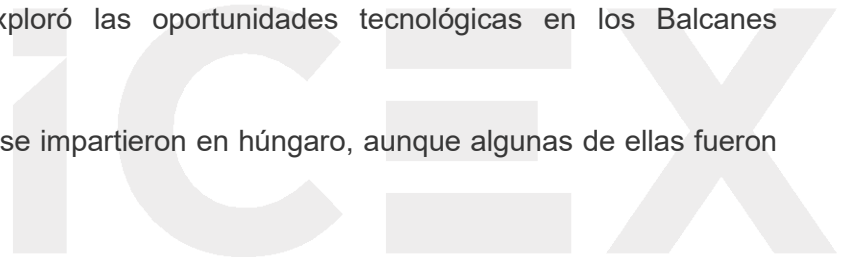 xploró las oportunidades tecnológicas en los Balcanes
se impartieron en húngaro, aunque algunas de ellas fueron
iCEX